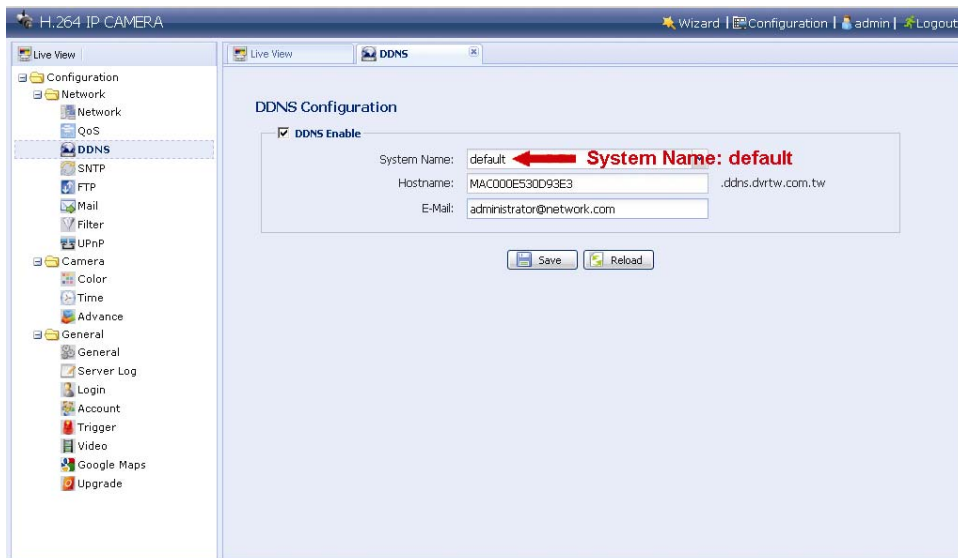 H.264 IP CAMERA
Wizard | Configuration | admin | Logout
Live View
Live View
DDNS
Configuration
Network
Network
QoS
DDNS
SNTP
FTP
Mail
Filter
UPnP
Camera
Color
Time
Advance
General
General
Server Log
Login
Account
Trigger
Video
Google Maps
Upgrade
DDNS Configuration
DDNS Enable
System Name: default System Name: default
Hostname: MAC000E530D93E3 .ddns.dvrtw.com.tw
E-Mail: administrator@network.com
Save Reload